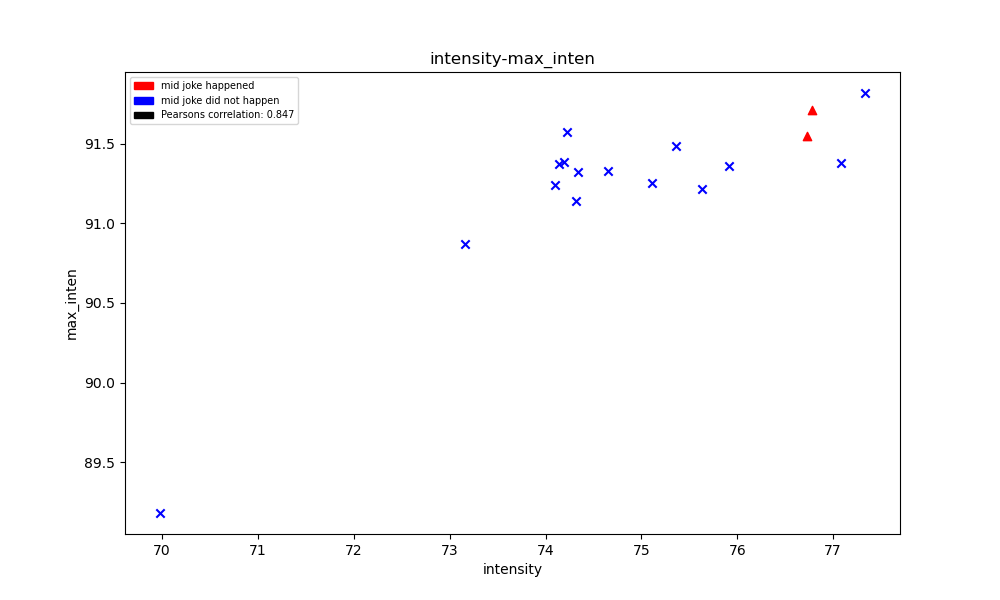 intensity-max_inten
mid joke happened
mid joke did not happen
Pearsons correlation: 0.847
91.5
91.0
90.5
90.0
89.5
max_inten
70 71 72 73 74 75 76 77
intensity